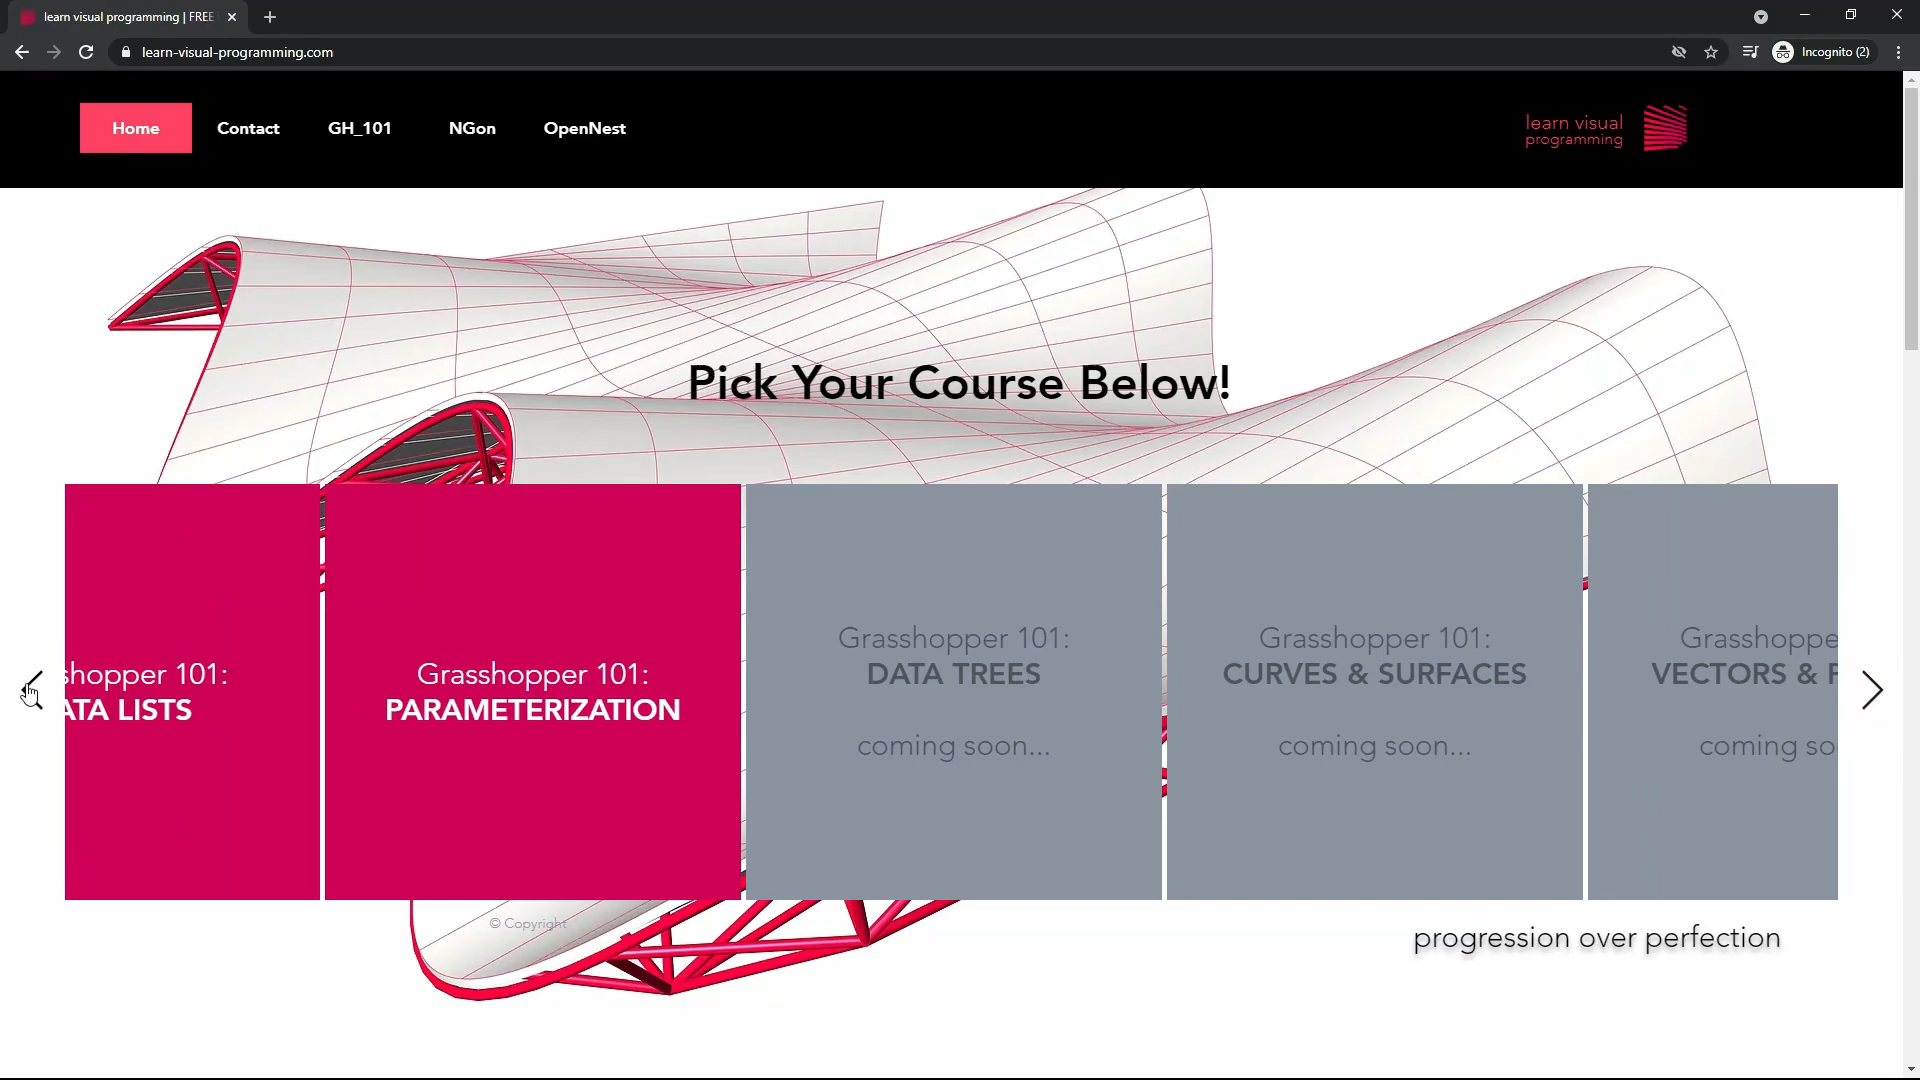 learn visual programming | FREE
learn-visual-programming.com
Incognito (2)
Home
Contact
GH_101
NGon
OpenNest
learn visual
programming
Pick Your Course Below!
shopper 101:
ATA LISTS
Grasshopper 101:
PARAMETERIZATION
Grasshopper 101:
DATA TREES
coming soon...
Grasshopper 101:
CURVES & SURFACES
coming soon...
Grasshoppe
VECTORS & F
coming so
© Copyright
progression over perfection